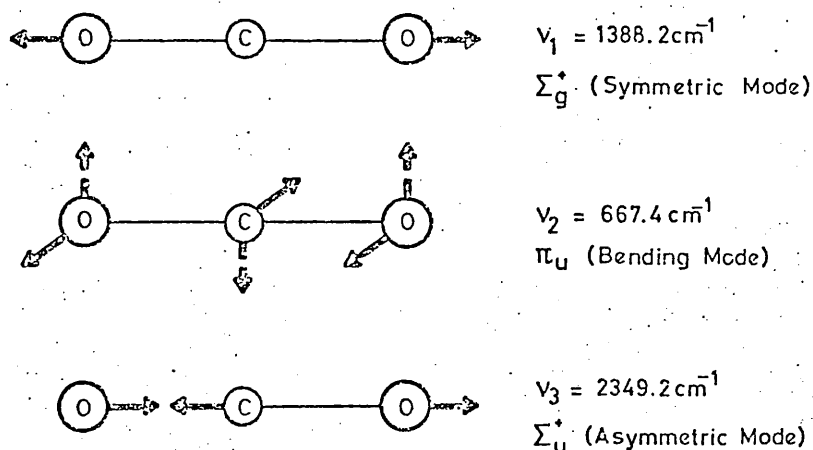 O C O ν₁ = 1388.2cm⁻¹
Σg⁺ (Symmetric Mode)
O C O ν₂ = 667.4 cm⁻¹
πu (Bending Mode)
O C O ν₃ = 2349.2cm⁻¹
Σu⁺ (Asymmetric Mode)